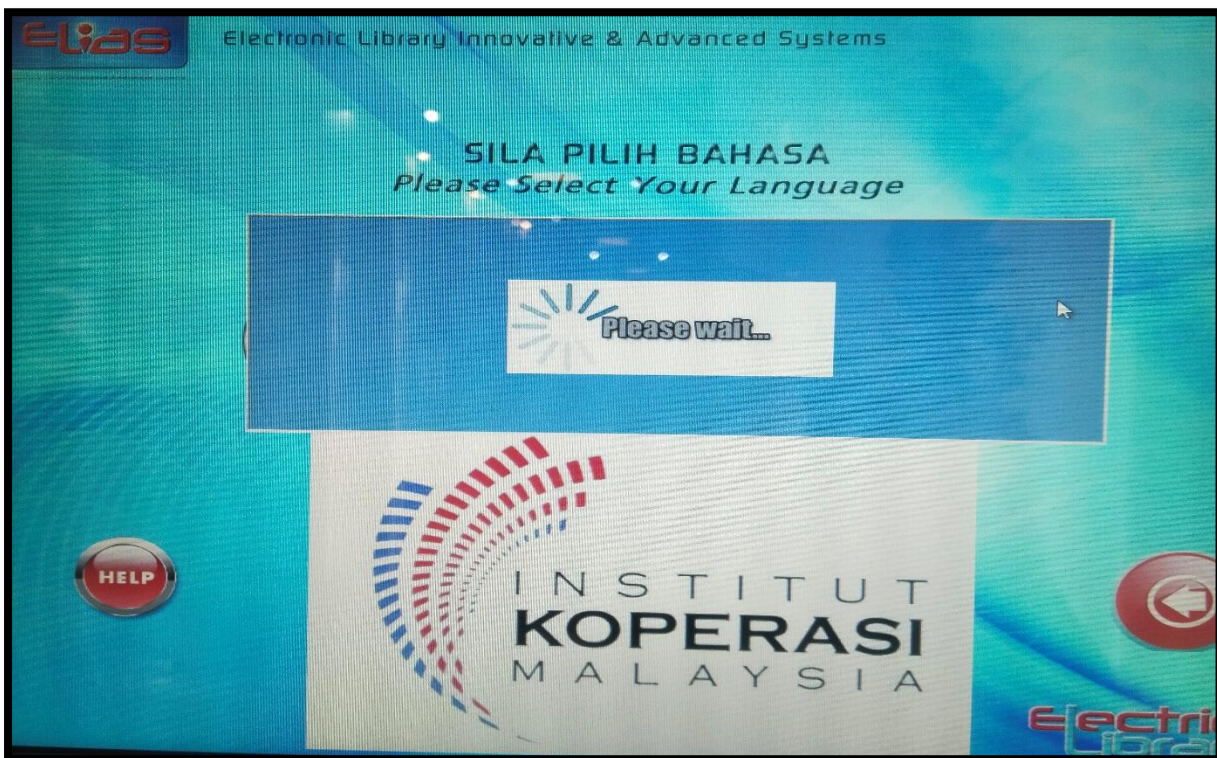 ELias
Electronic Library Innovative & Advanced Systems
SILA PILIH BAHASA
Please Select Your Language
Please wait...
HELP
INSTITUT
KOPERASI
MALAYSIA